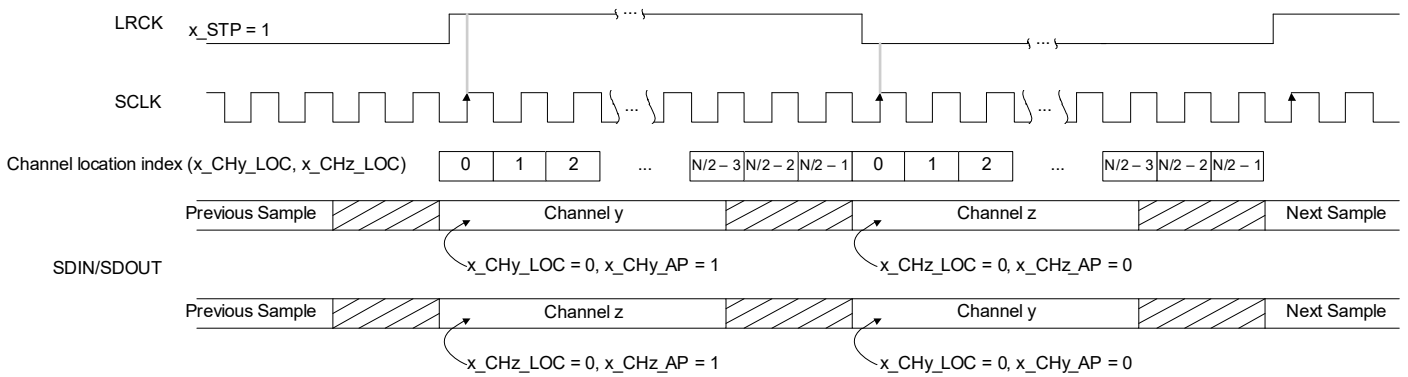 LRCK
x_STP = 1
...
...
SCLK
...
...
Channel location index (x_CHy_LOC, x_CHz_LOC)
0 1 2 ... N/2 – 3 N/2 – 2 N/2 – 1 0 1 2 ... N/2 – 3 N/2 – 2 N/2 – 1
Previous Sample Channel y Channel z Next Sample
x_CHy_LOC = 0, x_CHy_AP = 1 x_CHz_LOC = 0, x_CHz_AP = 0
SDIN/SDOUT
Previous Sample Channel z Channel y Next Sample
x_CHz_LOC = 0, x_CHz_AP = 1 x_CHy_LOC = 0, x_CHy_AP = 0